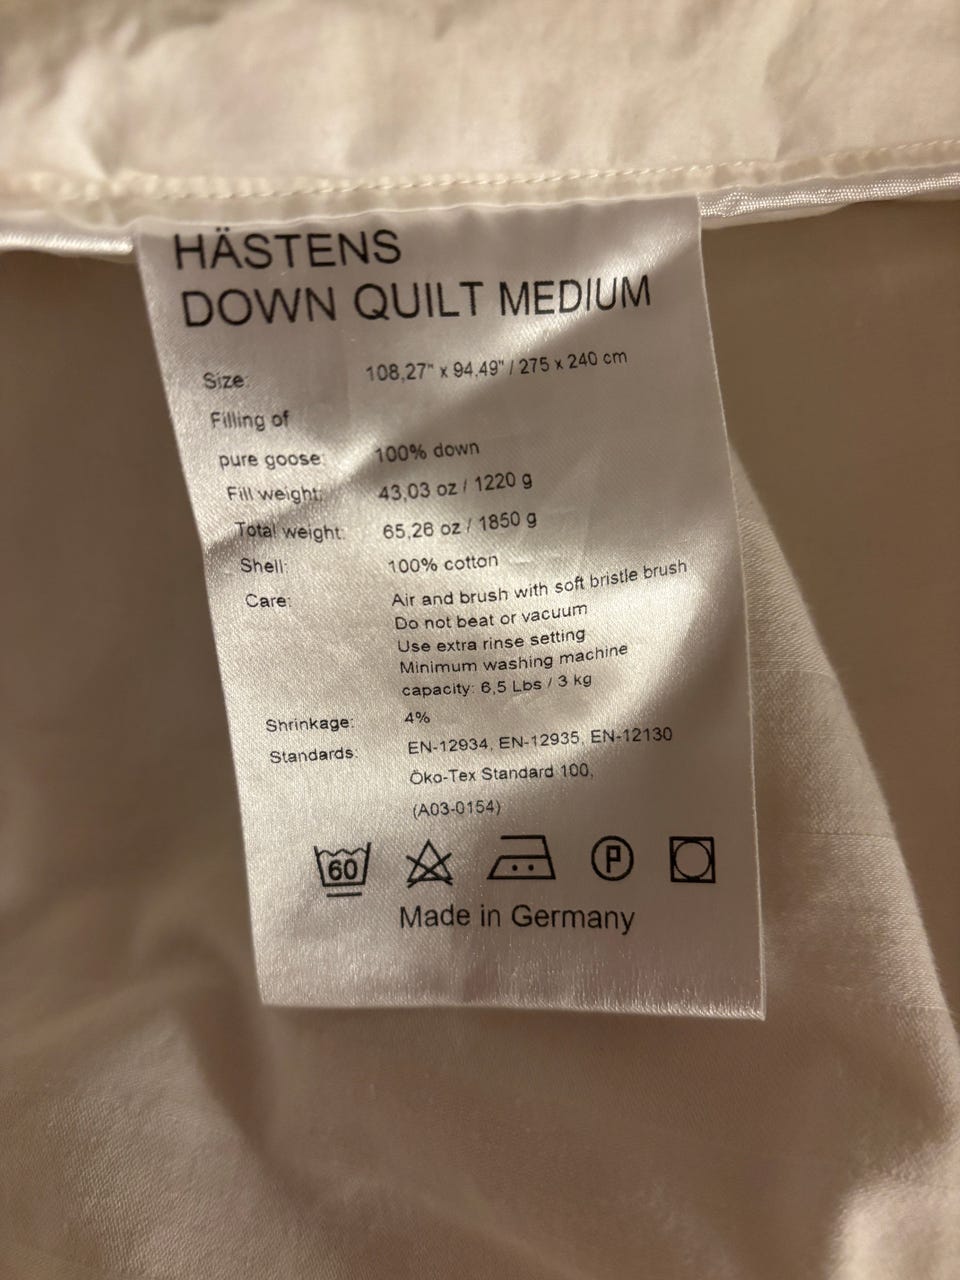 HÄSTENS
DOWN QUILT MEDIUM
Size: 108,27" x 94,49" / 275 x 240 cm
Filling of
pure goose: 100% down
Fill weight: 43,03 oz / 1220 g
Total weight: 65,26 oz / 1850 g
Shell: 100% cotton
Care: Air and brush with soft bristle brush
Do not beat or vacuum
Use extra rinse setting
Minimum washing machine
capacity: 6,5 Lbs / 3 kg
Shrinkage: 4%
Standards: EN-12934, EN-12935, EN-12130
Öko-Tex Standard 100,
(A03-0154)
60 P
Made in Germany